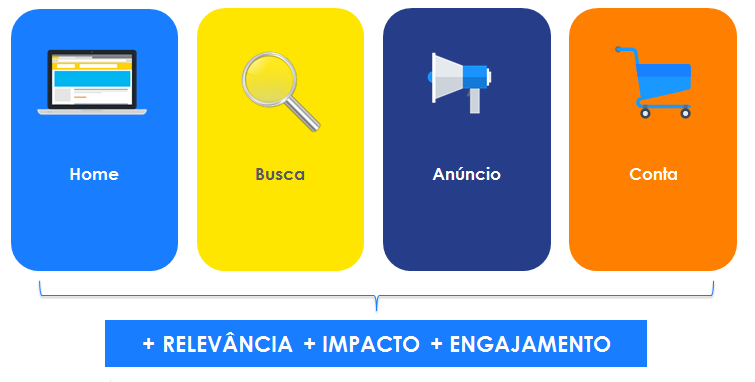 Home
Busca
Anúncio
Conta
+ RELEVÂNCIA + IMPACTO + ENGAJAMENTO